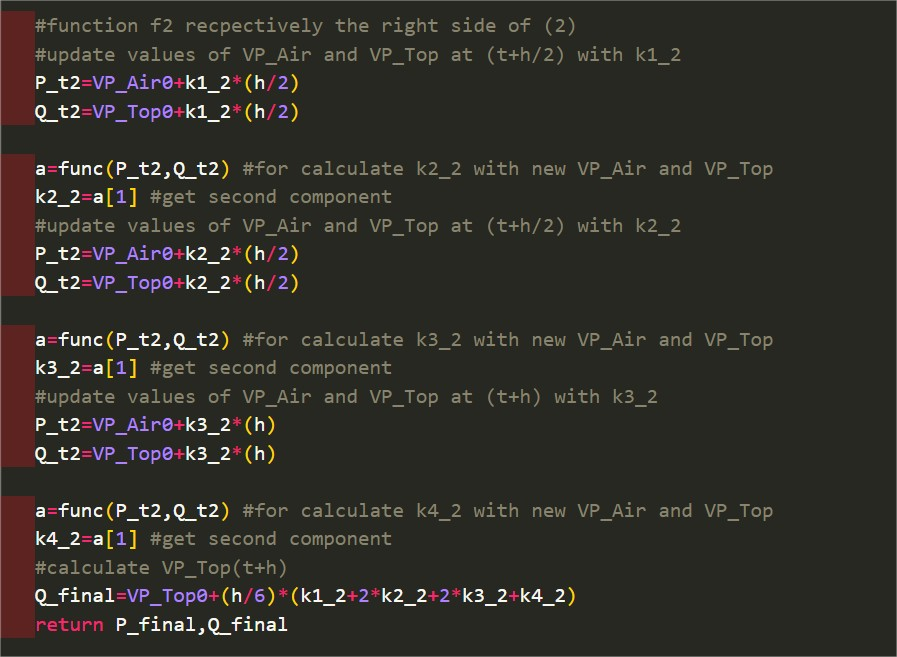 #function f2 recpectively the right side of (2)
#update values of VP_Air and VP_Top at (t+h/2) with k1_2
P_t2=VP_Air0+k1_2*(h/2)
Q_t2=VP_Top0+k1_2*(h/2)
a=func(P_t2,Q_t2) #for calculate k2_2 with new VP_Air and VP_Top
k2_2=a[1] #get second component
#update values of VP_Air and VP_Top at (t+h/2) with k2_2
P_t2=VP_Air0+k2_2*(h/2)
Q_t2=VP_Top0+k2_2*(h/2)
a=func(P_t2,Q_t2) #for calculate k3_2 with new VP_Air and VP_Top
k3_2=a[1] #get second component
#update values of VP_Air and VP_Top at (t+h) with k3_2
P_t2=VP_Air0+k3_2*(h)
Q_t2=VP_Top0+k3_2*(h)
a=func(P_t2,Q_t2) #for calculate k4_2 with new VP_Air and VP_Top
k4_2=a[1] #get second component
#calculate VP_Top(t+h)
Q_final=VP_Top0+(h/6)*(k1_2+2*k2_2+2*k3_2+k4_2)
return P_final,Q_final